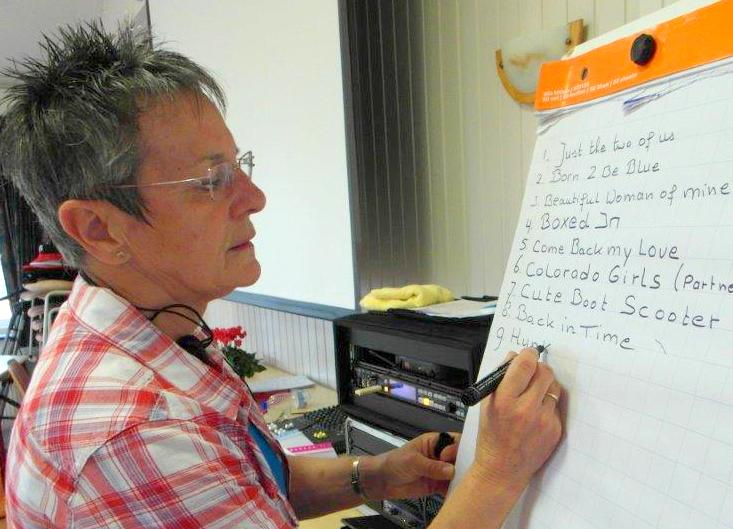 1. Just the two of us
2. Born 2 Be Blue
3. Beautiful Woman of mine
4. Boxed In
5 Come Back my Love
6. Colorado Girls (Partne
7. Cute Boot Scooter
8. Back in Time
9 Hun